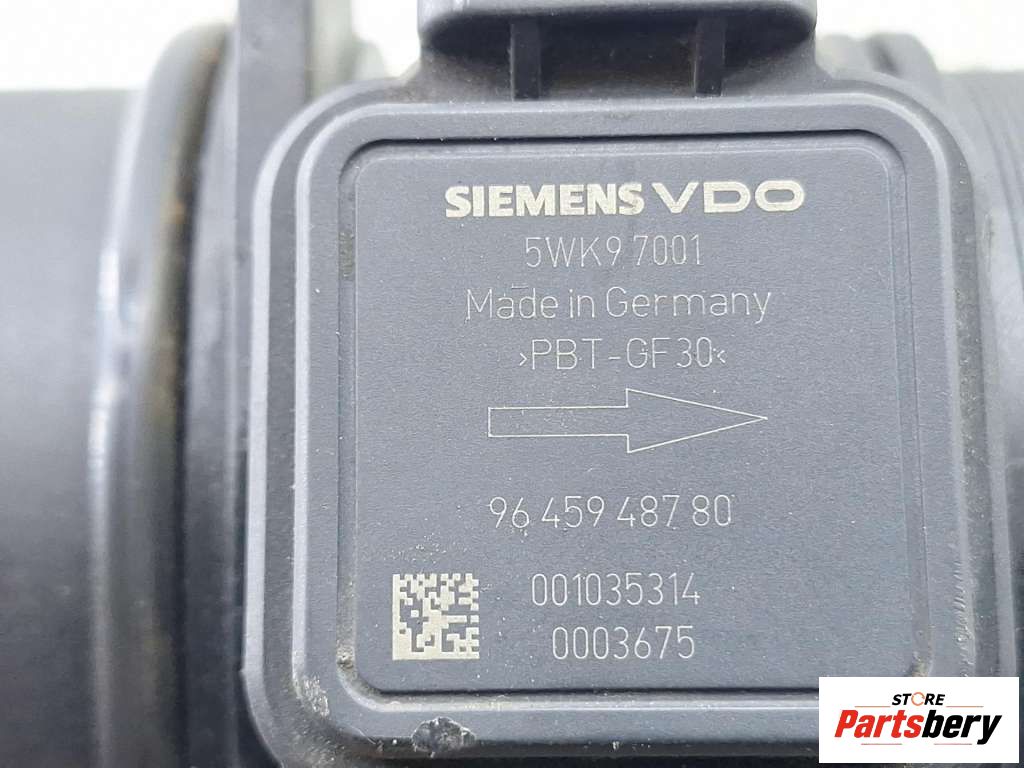 SIEMENS VDO
5WK9 7001
Made in Germany
>PBT-GF30<
96 459 487 80
001035314
0003675
STORE
Partsbery